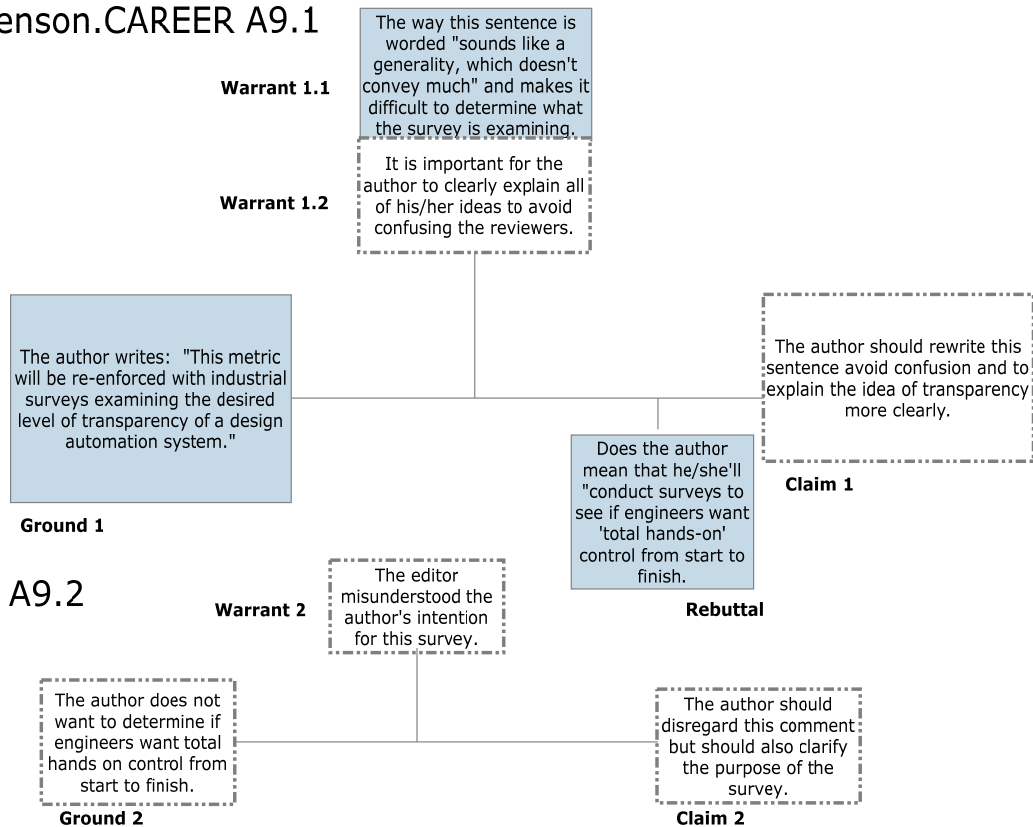 enson.CAREER A9.1
The way this sentence is
worded "sounds like a
generality, which doesn't
convey much" and makes it
difficult to determine what
the survey is examining.
Warrant 1.1
It is important for the
author to clearly explain all
of his/her ideas to avoid
confusing the reviewers.
Warrant 1.2
The author writes:  "This metric
will be re-enforced with industrial
surveys examining the desired
level of transparency of a design
automation system."
Ground 1
The author should rewrite this
sentence avoid confusion and to
explain the idea of transparency
more clearly.
Claim 1
Does the author
mean that he/she'll
"conduct surveys to
see if engineers want
'total hands-on'
control from start to
finish.
Rebuttal
A9.2
The editor
misunderstood the
author's intention
for this survey.
Warrant 2
The author does not
want to determine if
engineers want total
hands on control from
start to finish.
Ground 2
The author should
disregard this comment
but should also clarify
the purpose of the
survey.
Claim 2